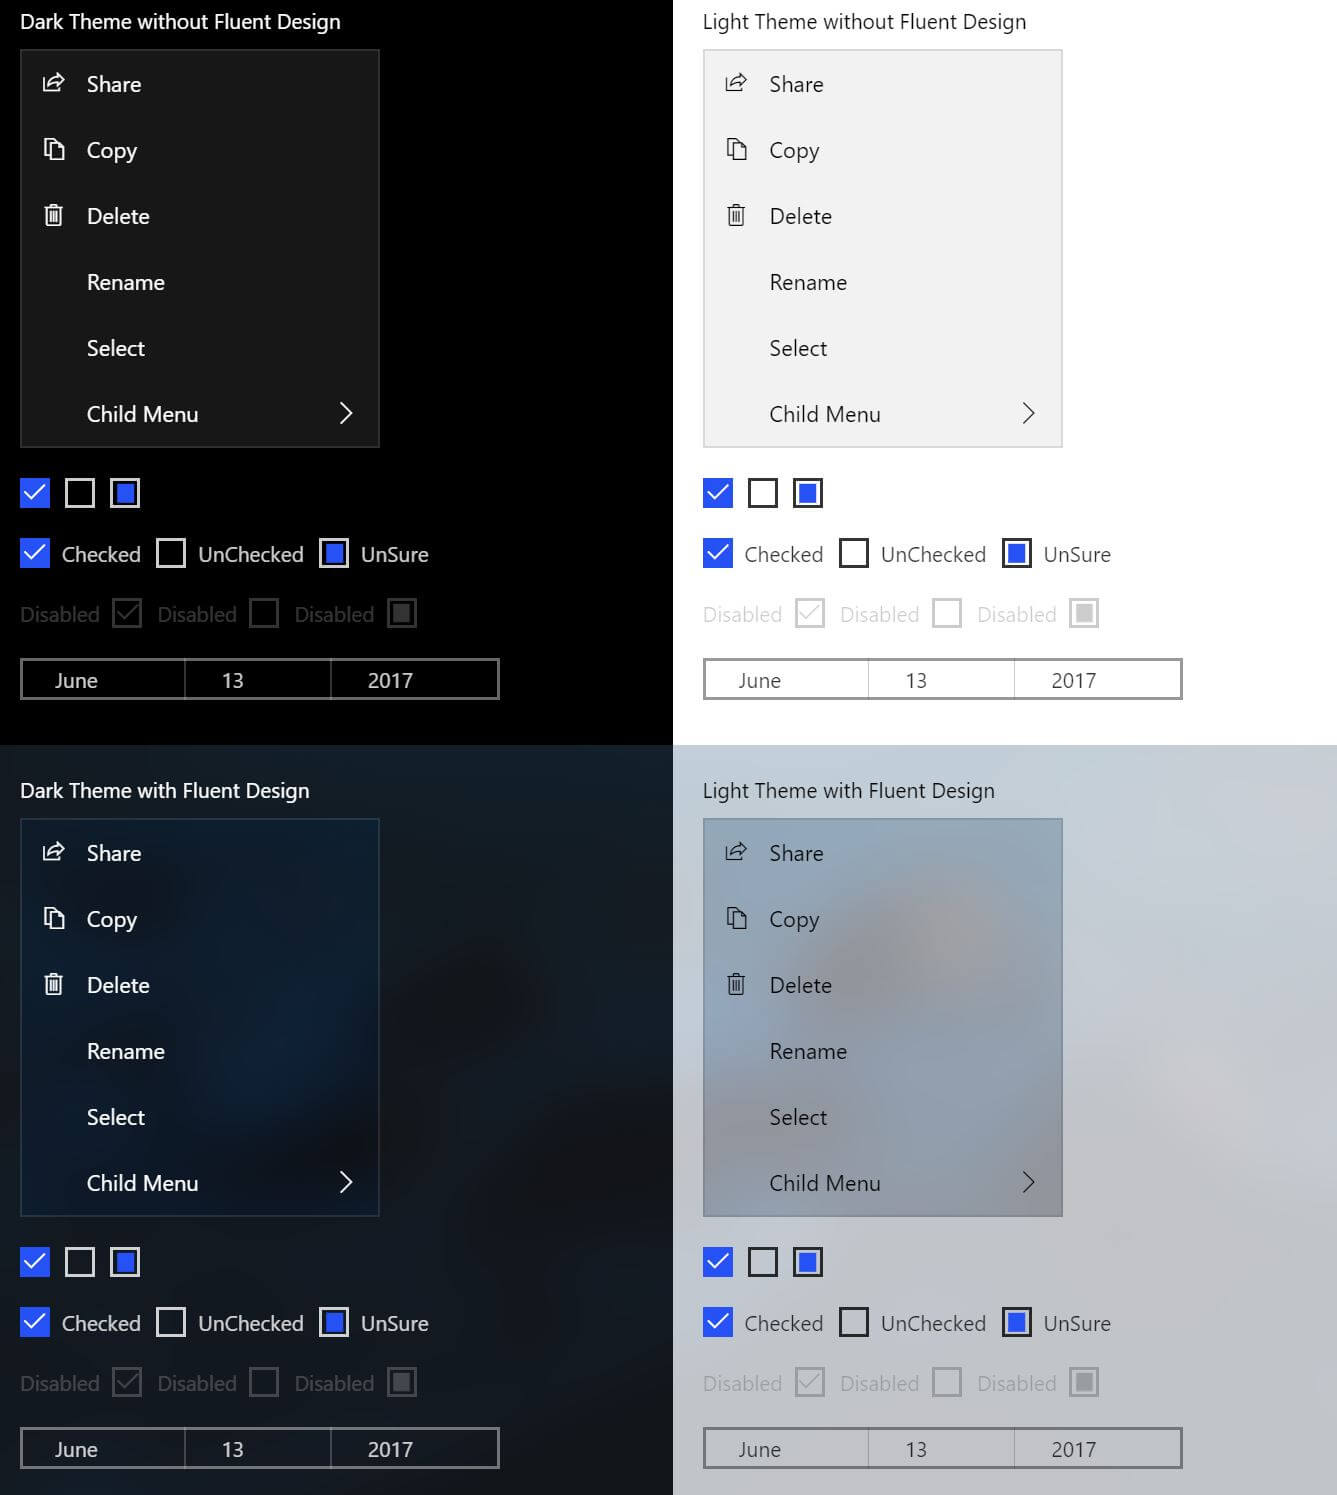 Dark Theme without Fluent Design
Share
Copy
Delete
Rename
Select
Child Menu
Checked UnChecked UnSure
Disabled Disabled Disabled
June 13 2017
Light Theme without Fluent Design
Share
Copy
Delete
Rename
Select
Child Menu
Checked UnChecked UnSure
Disabled Disabled Disabled
June 13 2017
Dark Theme with Fluent Design
Share
Copy
Delete
Rename
Select
Child Menu
Checked UnChecked UnSure
Disabled Disabled Disabled
June 13 2017
Light Theme with Fluent Design
Share
Copy
Delete
Rename
Select
Child Menu
Checked UnChecked UnSure
Disabled Disabled Disabled
June 13 2017